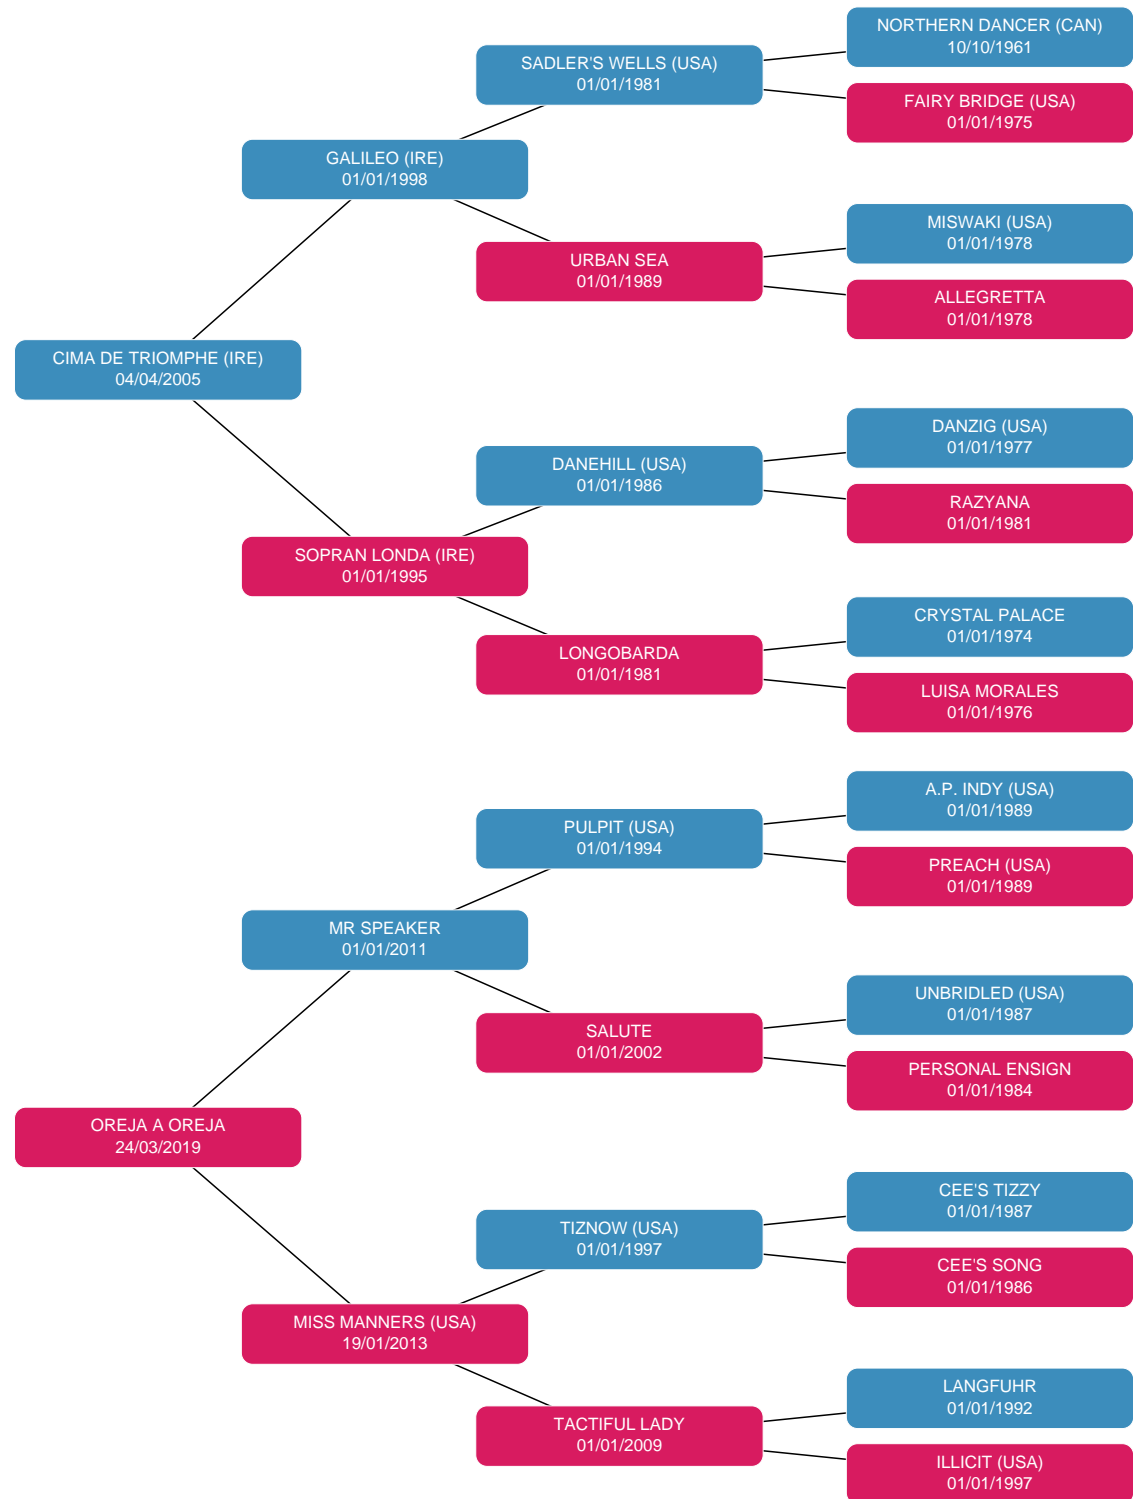 NORTHERN DANCER (CAN)
10/10/1961
SADLER'S WELLS (USA)
01/01/1981
FAIRY BRIDGE (USA)
01/01/1975
GALILEO (IRE)
01/01/1998
MISWAKI (USA)
01/01/1978
URBAN SEA
01/01/1989
ALLEGRETTA
01/01/1978
CIMA DE TRIOMPHE (IRE)
04/04/2005
DANZIG (USA)
01/01/1977
DANEHILL (USA)
01/01/1986
RAZYANA
01/01/1981
SOPRAN LONDA (IRE)
01/01/1995
CRYSTAL PALACE
01/01/1974
LONGOBARDA
01/01/1981
LUISA MORALES
01/01/1976
A.P. INDY (USA)
01/01/1989
PULPIT (USA)
01/01/1994
PREACH (USA)
01/01/1989
MR SPEAKER
01/01/2011
UNBRIDLED (USA)
01/01/1987
SALUTE
01/01/2002
PERSONAL ENSIGN
01/01/1984
OREJA A OREJA
24/03/2019
CEE'S TIZZY
01/01/1987
TIZNOW (USA)
01/01/1997
CEE'S SONG
01/01/1986
MISS MANNERS (USA)
19/01/2013
LANGFUHR
01/01/1992
TACTIFUL LADY
01/01/2009
ILLICIT (USA)
01/01/1997